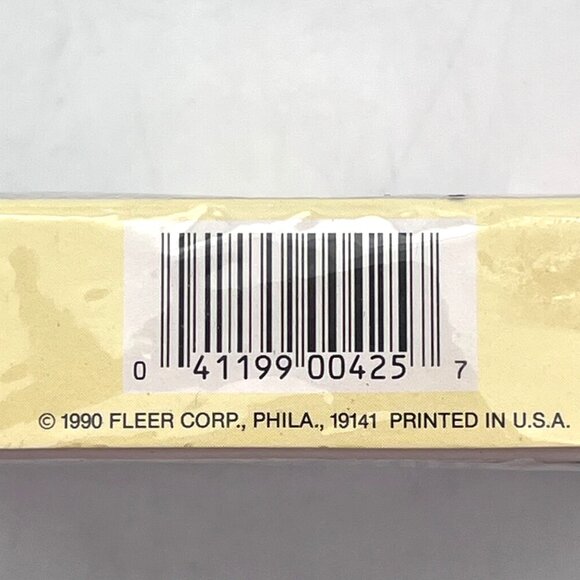 0 41199 00425 7
© 1990 FLEER CORP., PHILA., 19141 PRINTED IN U.S.A.